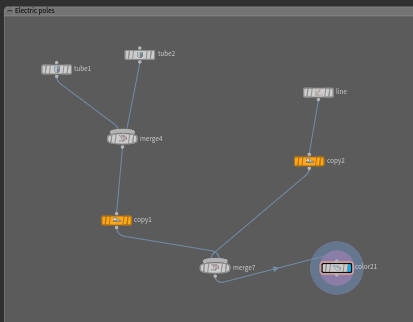 Electric poles
tube2
tube1
line
merge4
copy2
copy1
merge7
color21